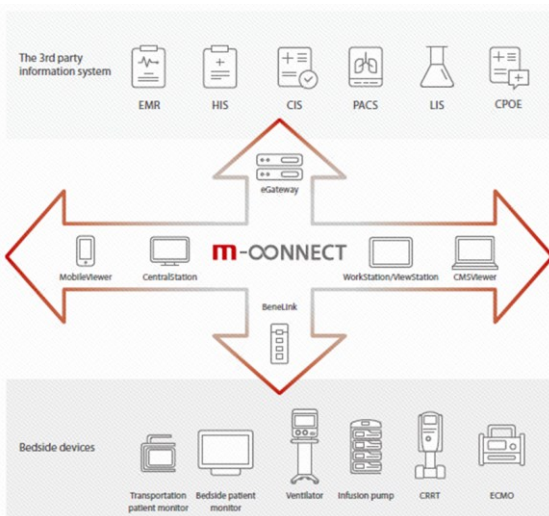 The 3rd party
information system
EMR
HIS
CIS
PACS
LIS
CPOE
eGateway
m-CONNECT
MobileViewer
CentralStation
WorkStation/ViewStation
CMSViewer
BeneLink
Bedside devices
Transportation
patient monitor
Bedside patient
monitor
Ventilator
Infusion pump
CRRT
ECMO